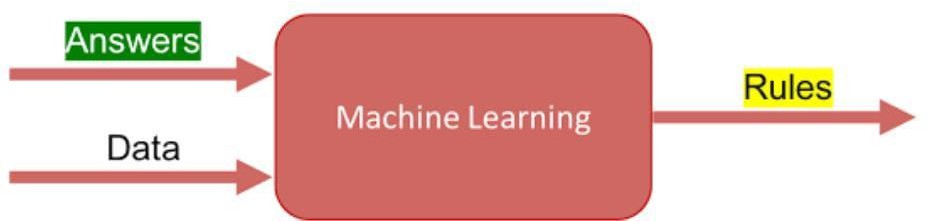 Answers
Data
Machine Learning
Rules